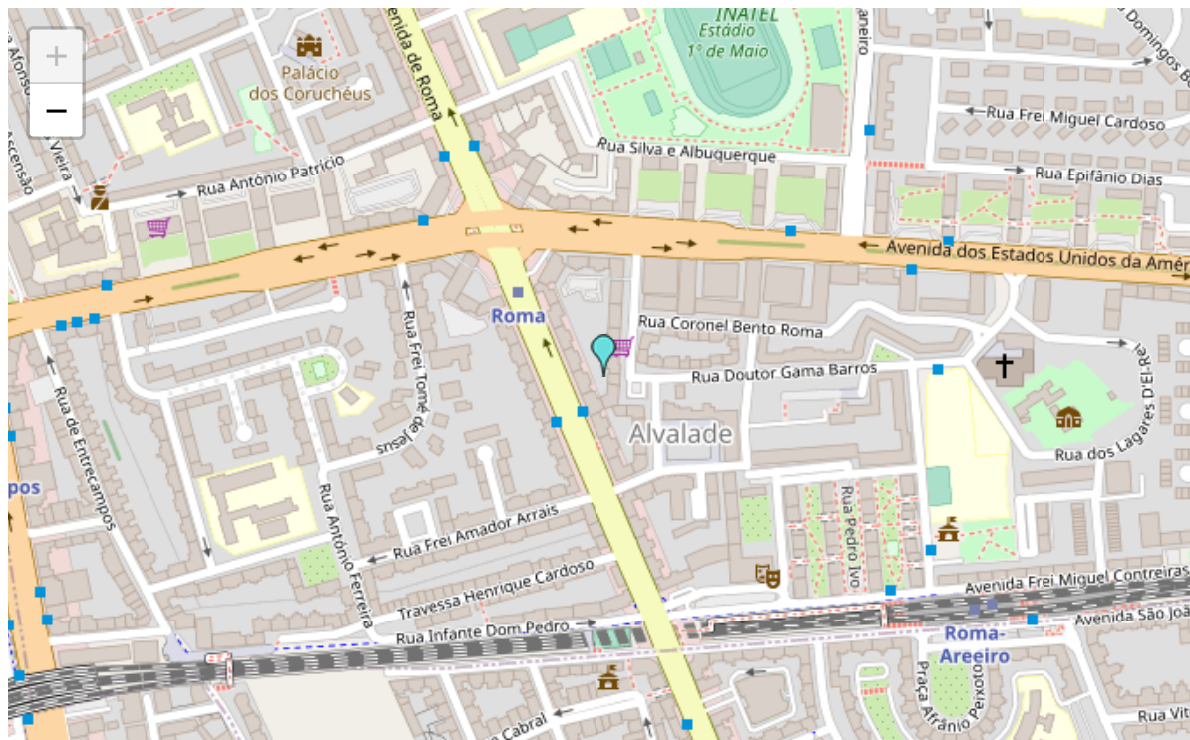 +
−
INATEL
Estádio
1º de Maio
Palácio
dos Coruchéus
Avenida de Roma
Vieira
Ascensão
Rua António Patrício
Rua Silva e Albuquerque
Rua Frei Miguel Cardoso
Rua Epifânio Dias
Avenida dos Estados Unidos da Amér
Roma
Rua Coronel Bento Roma
Rua Doutor Gama Barros
Rua Frei Tomé de Jesus
Rua de Entrecampos
Rua dos Lagares D'El-Rei
Alvalade
pos
Rua António Ferreira
Rua Frei Amador Arrais
Rua Pedro Ivo
Travessa Henrique Cardoso
Avenida Frei Miguel Contreiras
Rua Infante Dom Pedro
Avenida São Joã
Roma-
Areeiro
Praça Afrânio Peixoto
Cabral
Rua Vit